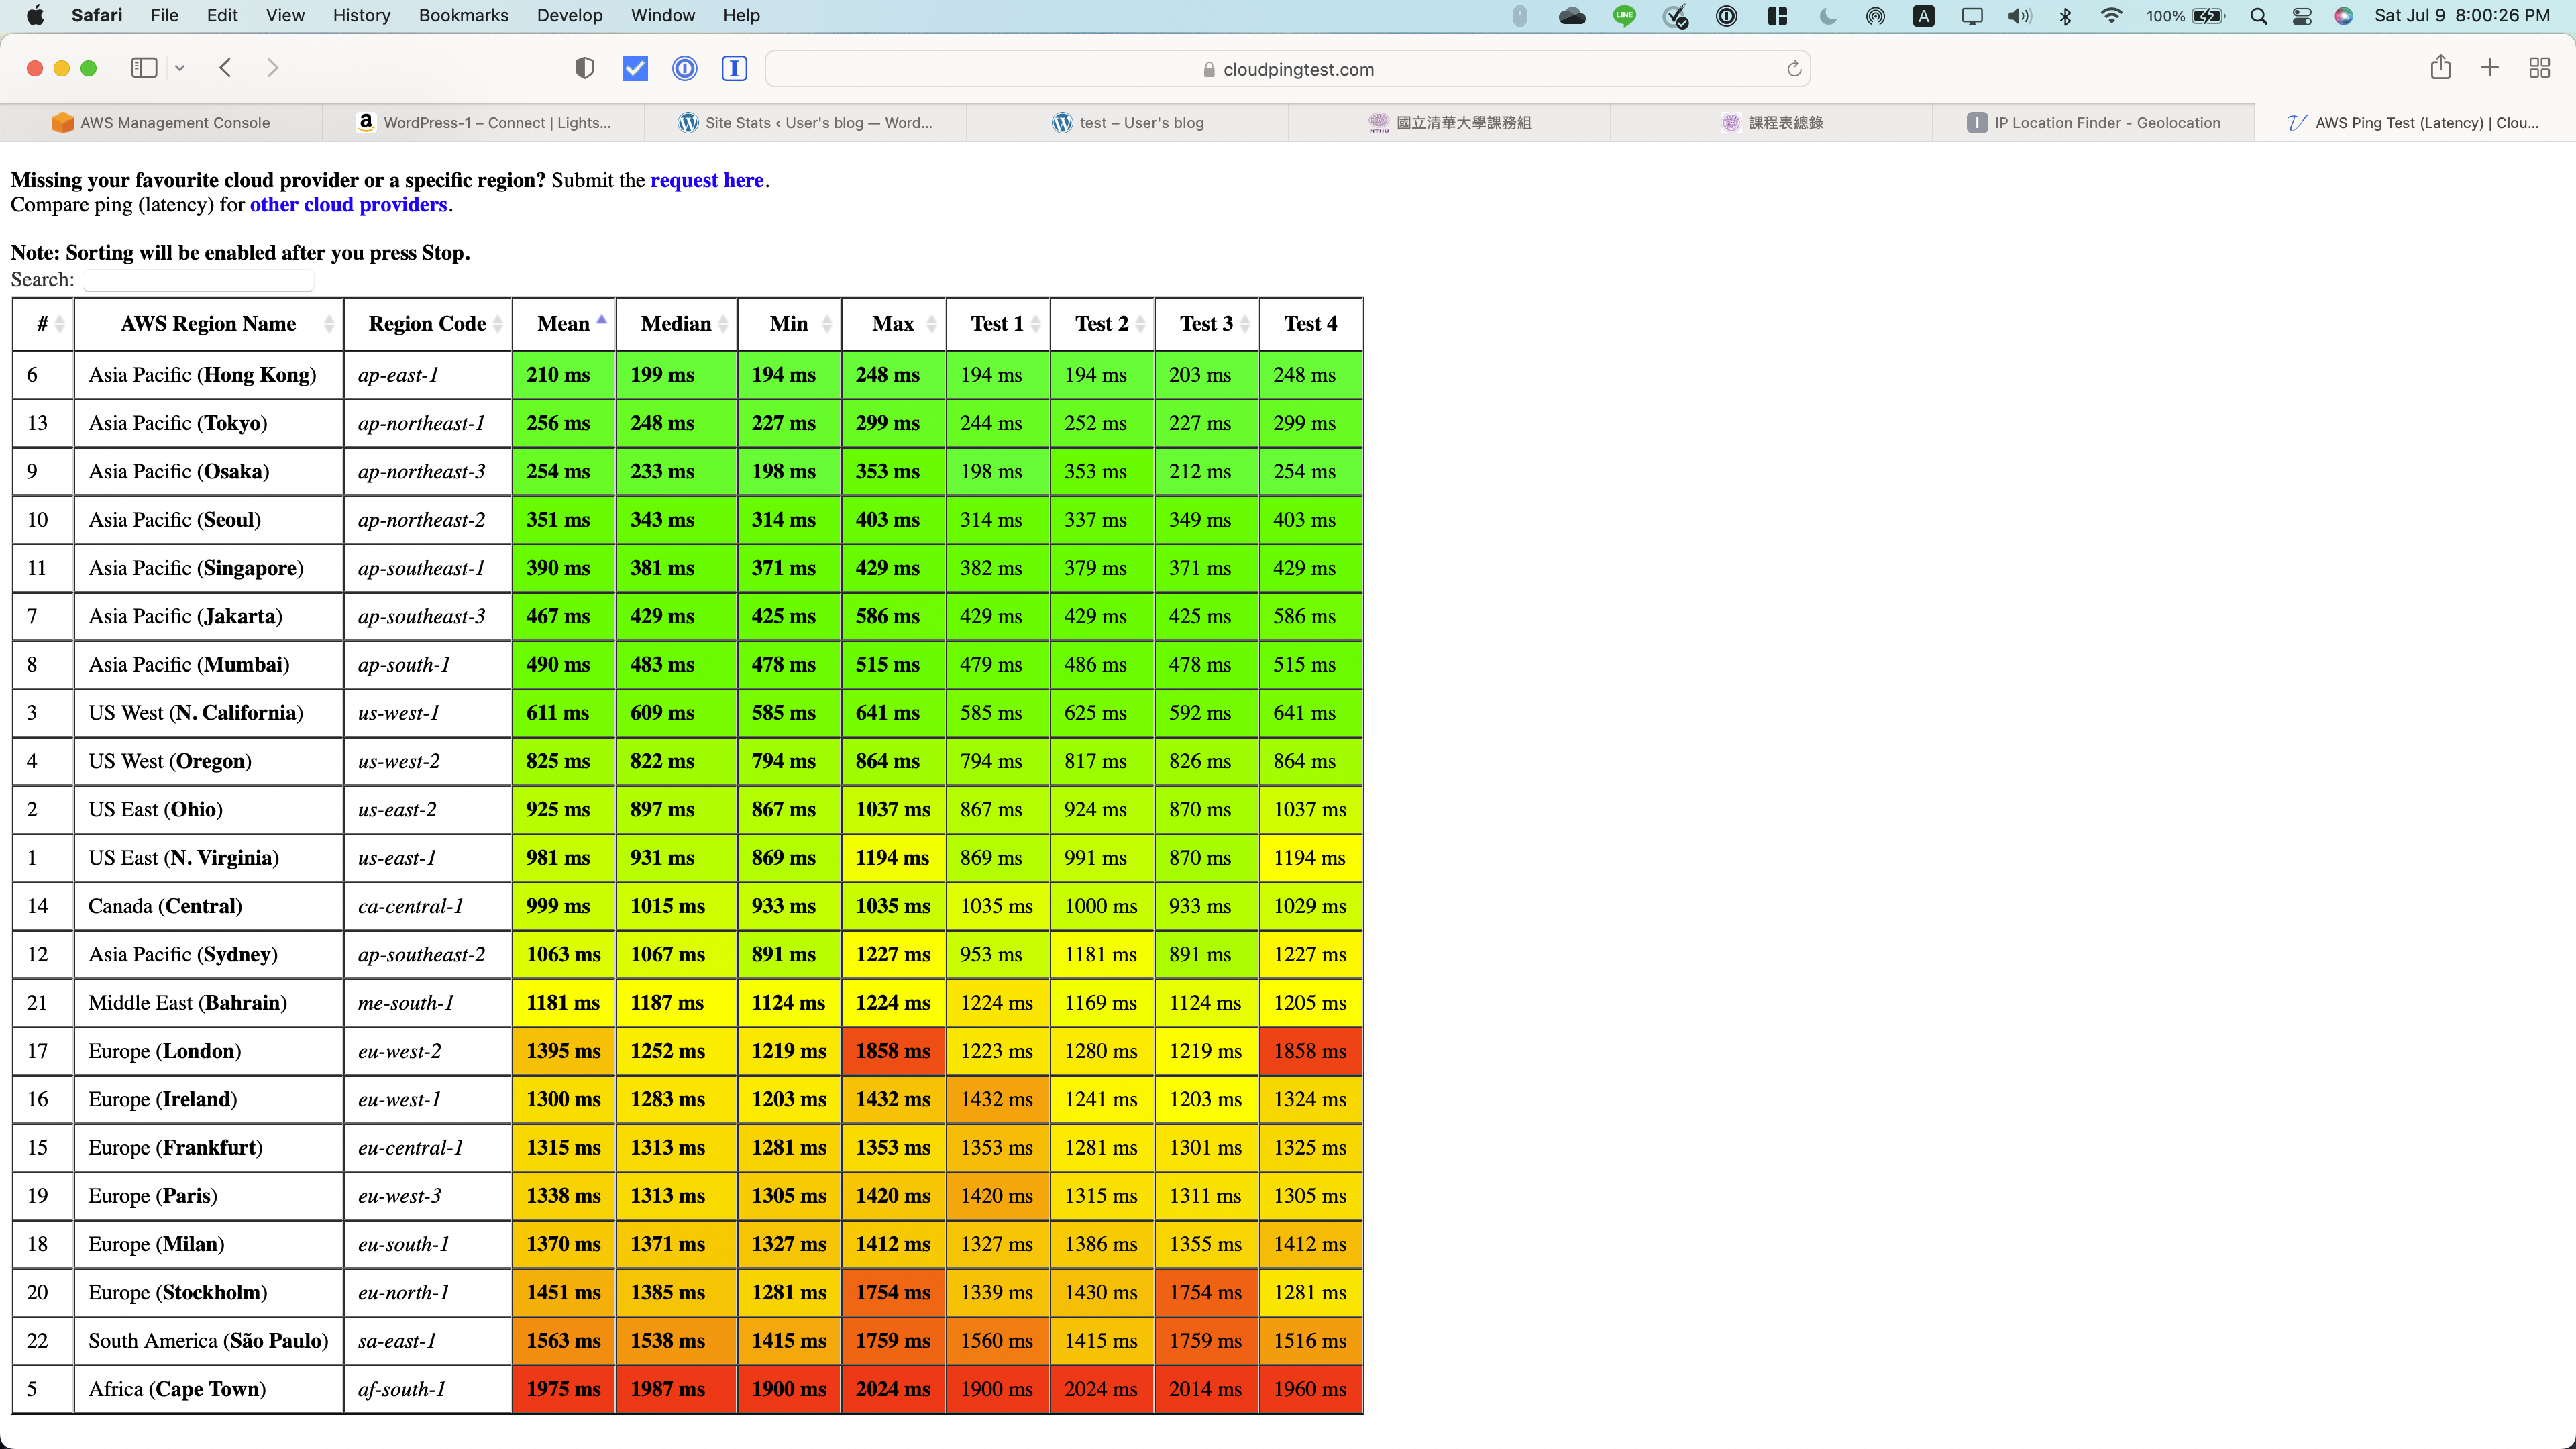 Safari File Edit View History Bookmarks Develop Window Help LINE A 100% Sat Jul 9 8:00:26 PM
cloudpingtest.com
AWS Management Console WordPress-1 – Connect | Lights... Site Stats ‹ User's blog — Word... test – User's blog 國立清華大學課務組 課程表總錄 IP Location Finder - Geolocation AWS Ping Test (Latency) | Clou...
Missing your favourite cloud provider or a specific region? Submit the request here.
Compare ping (latency) for other cloud providers.
Note: Sorting will be enabled after you press Stop.
Search:
# AWS Region Name Region Code Mean Median Min Max Test 1 Test 2 Test 3 Test 4
6 Asia Pacific (Hong Kong) ap-east-1 210 ms 199 ms 194 ms 248 ms 194 ms 194 ms 203 ms 248 ms
13 Asia Pacific (Tokyo) ap-northeast-1 256 ms 248 ms 227 ms 299 ms 244 ms 252 ms 227 ms 299 ms
9 Asia Pacific (Osaka) ap-northeast-3 254 ms 233 ms 198 ms 353 ms 198 ms 353 ms 212 ms 254 ms
10 Asia Pacific (Seoul) ap-northeast-2 351 ms 343 ms 314 ms 403 ms 314 ms 337 ms 349 ms 403 ms
11 Asia Pacific (Singapore) ap-southeast-1 390 ms 381 ms 371 ms 429 ms 382 ms 379 ms 371 ms 429 ms
7 Asia Pacific (Jakarta) ap-southeast-3 467 ms 429 ms 425 ms 586 ms 429 ms 429 ms 425 ms 586 ms
8 Asia Pacific (Mumbai) ap-south-1 490 ms 483 ms 478 ms 515 ms 479 ms 486 ms 478 ms 515 ms
3 US West (N. California) us-west-1 611 ms 609 ms 585 ms 641 ms 585 ms 625 ms 592 ms 641 ms
4 US West (Oregon) us-west-2 825 ms 822 ms 794 ms 864 ms 794 ms 817 ms 826 ms 864 ms
2 US East (Ohio) us-east-2 925 ms 897 ms 867 ms 1037 ms 867 ms 924 ms 870 ms 1037 ms
1 US East (N. Virginia) us-east-1 981 ms 931 ms 869 ms 1194 ms 869 ms 991 ms 870 ms 1194 ms
14 Canada (Central) ca-central-1 999 ms 1015 ms 933 ms 1035 ms 1035 ms 1000 ms 933 ms 1029 ms
12 Asia Pacific (Sydney) ap-southeast-2 1063 ms 1067 ms 891 ms 1227 ms 953 ms 1181 ms 891 ms 1227 ms
21 Middle East (Bahrain) me-south-1 1181 ms 1187 ms 1124 ms 1224 ms 1224 ms 1169 ms 1124 ms 1205 ms
17 Europe (London) eu-west-2 1395 ms 1252 ms 1219 ms 1858 ms 1223 ms 1280 ms 1219 ms 1858 ms
16 Europe (Ireland) eu-west-1 1300 ms 1283 ms 1203 ms 1432 ms 1432 ms 1241 ms 1203 ms 1324 ms
15 Europe (Frankfurt) eu-central-1 1315 ms 1313 ms 1281 ms 1353 ms 1353 ms 1281 ms 1301 ms 1325 ms
19 Europe (Paris) eu-west-3 1338 ms 1313 ms 1305 ms 1420 ms 1420 ms 1315 ms 1311 ms 1305 ms
18 Europe (Milan) eu-south-1 1370 ms 1371 ms 1327 ms 1412 ms 1327 ms 1386 ms 1355 ms 1412 ms
20 Europe (Stockholm) eu-north-1 1451 ms 1385 ms 1281 ms 1754 ms 1339 ms 1430 ms 1754 ms 1281 ms
22 South America (São Paulo) sa-east-1 1563 ms 1538 ms 1415 ms 1759 ms 1560 ms 1415 ms 1759 ms 1516 ms
5 Africa (Cape Town) af-south-1 1975 ms 1987 ms 1900 ms 2024 ms 1900 ms 2024 ms 2014 ms 1960 ms